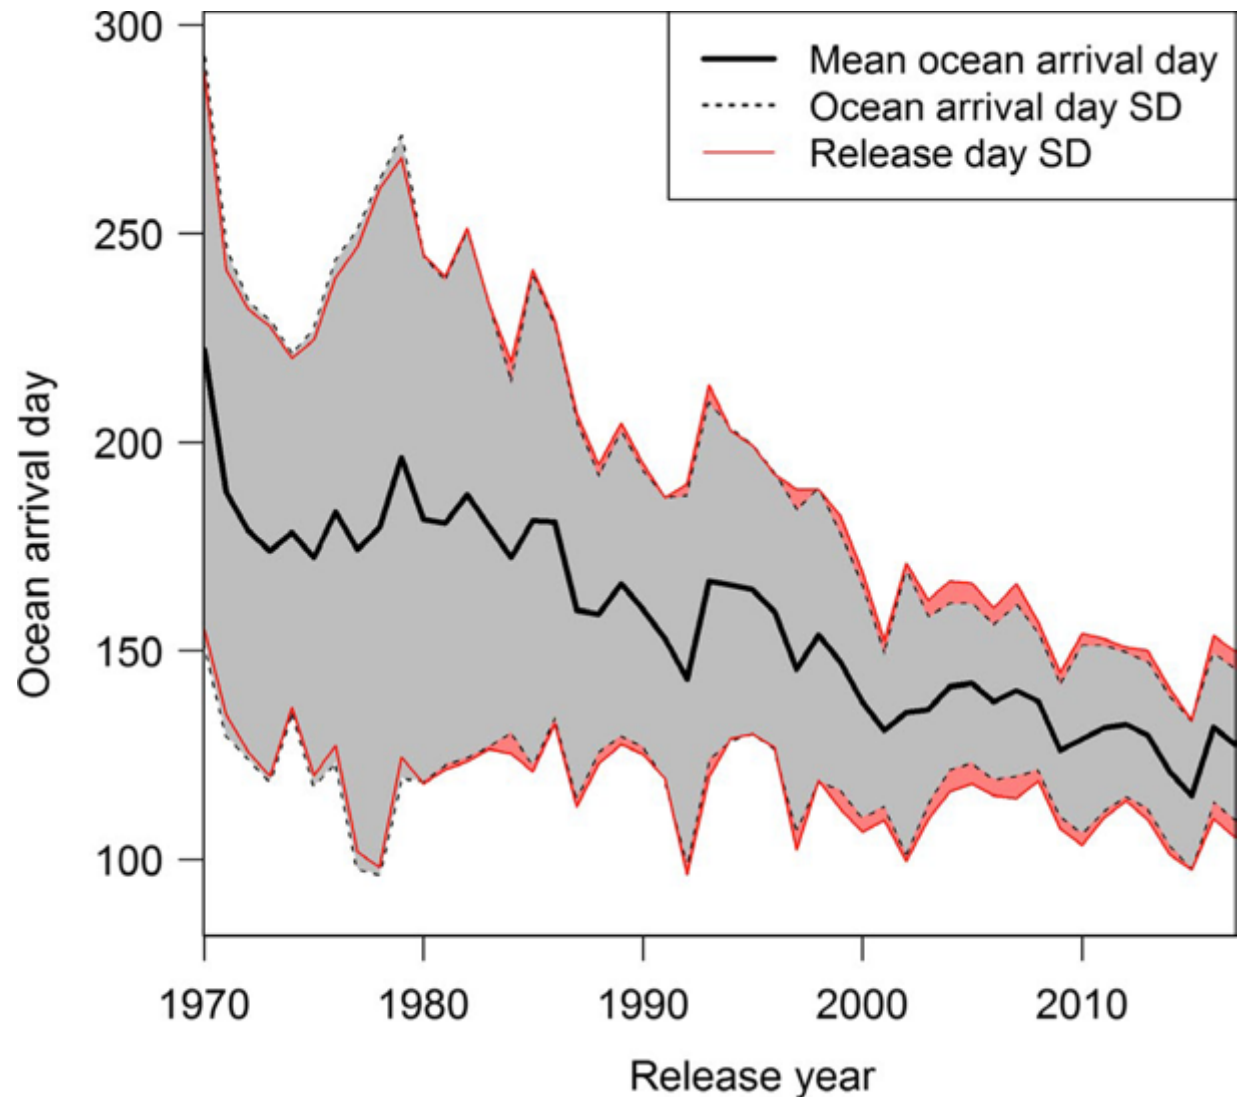 300
250
200
150
100
Ocean arrival day
Mean ocean arrival day
Ocean arrival day SD
Release day SD
1970 1980 1990 2000 2010
Release year